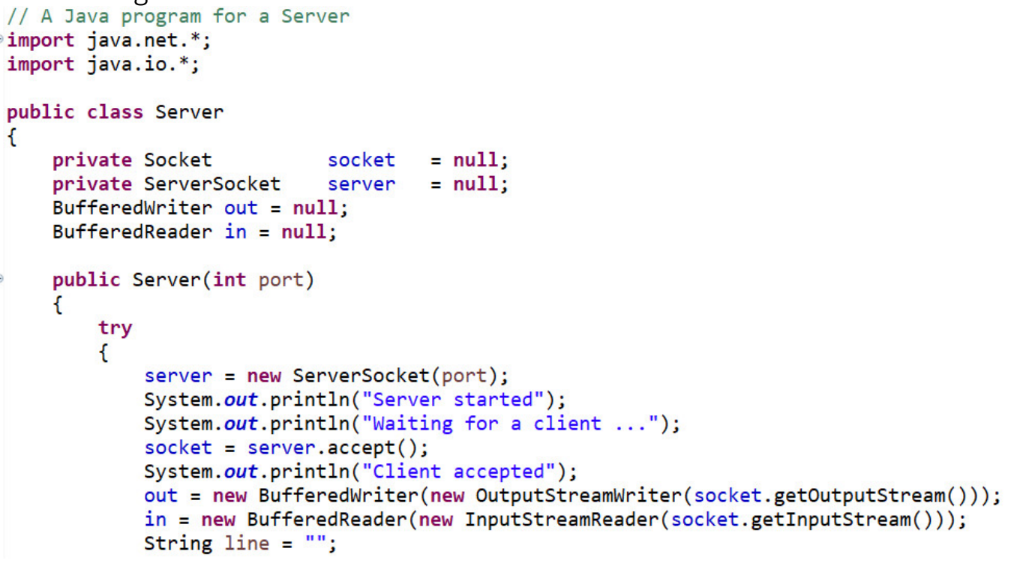 // A Java program for a Server
import java.net.*;
import java.io.*;

public class Server
{
    private Socket          socket   = null;
    private ServerSocket    server   = null;
    BufferedWriter out = null;
    BufferedReader in = null;

    public Server(int port)
    {
        try
        {
            server = new ServerSocket(port);
            System.out.println("Server started");
            System.out.println("Waiting for a client ...");
            socket = server.accept();
            System.out.println("Client accepted");
            out = new BufferedWriter(new OutputStreamWriter(socket.getOutputStream()));
            in = new BufferedReader(new InputStreamReader(socket.getInputStream()));
            String line = "";